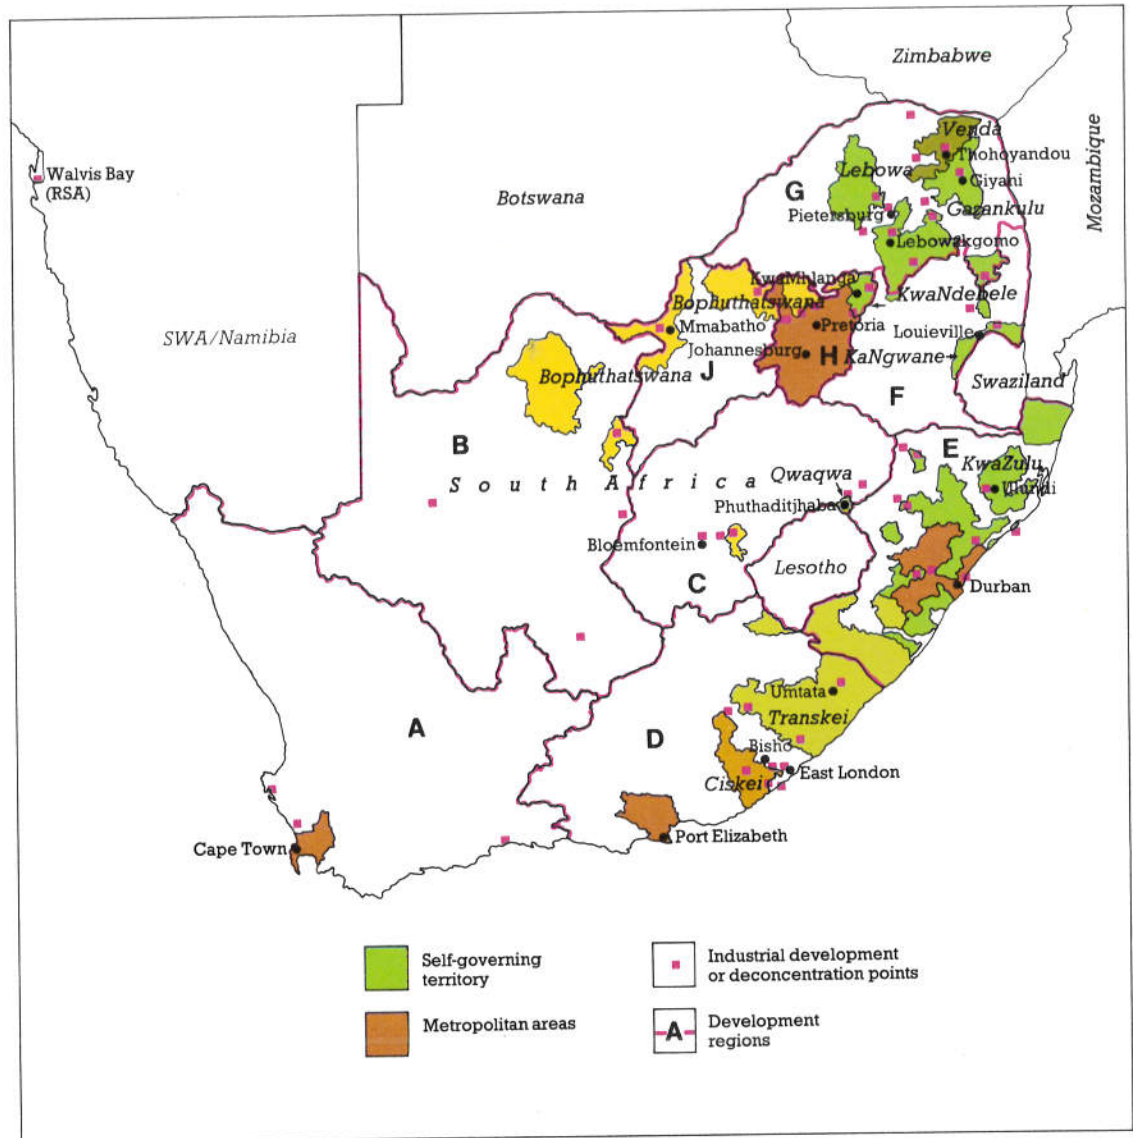 Zimbabwe
Mozambique
Venda
Thohoyandou
Walvis Bay
(RSA)
Lebowa
Giyani
G
Botswana
Gazankulu
Pietersburg
Lebowakgomo
KwaMhlanga
KwaNdebele
Bophuthatswana
Mmabatho
Pretoria
Louieville
SWA/Namibia
Johannesburg
H
KaNgwane
J
Bophuthatswana
Swaziland
F
B
E
KwaZulu
South Africa
Qwaqwa
Ulundi
Phuthaditjhaba
Bloemfontein
Lesotho
C
Durban
Umtata
Transkei
A
D
Bisho
East London
Ciskei
Port Elizabeth
Cape Town
Self-governing
territory
Industrial development
or deconcentration points
Metropolitan areas
A
Development
regions